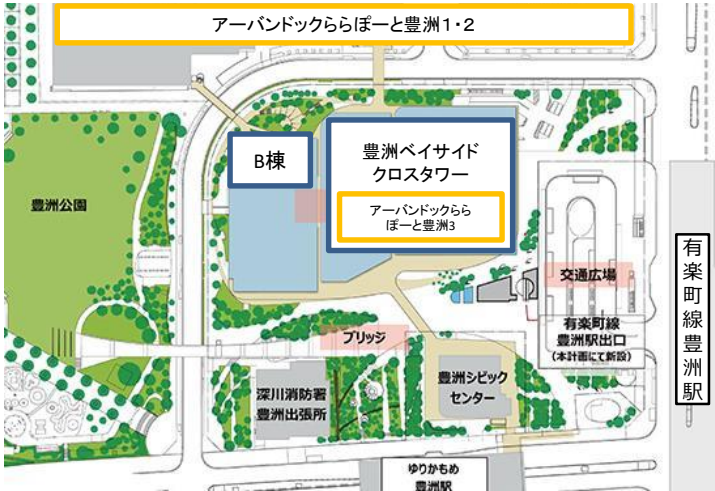 アーバンドックららぽーと豊洲1・2
B棟
豊洲ベイサイド
クロスタワー
アーバンドックらら
ぽーと豊洲3
豊洲公園
有楽町線豊洲駅
交通広場
有楽町線
豊洲駅出口
(本計画にて新設)
ブリッジ
深川消防署
豊洲出張所
豊洲シビック
センター
ゆりかもめ
豊洲駅